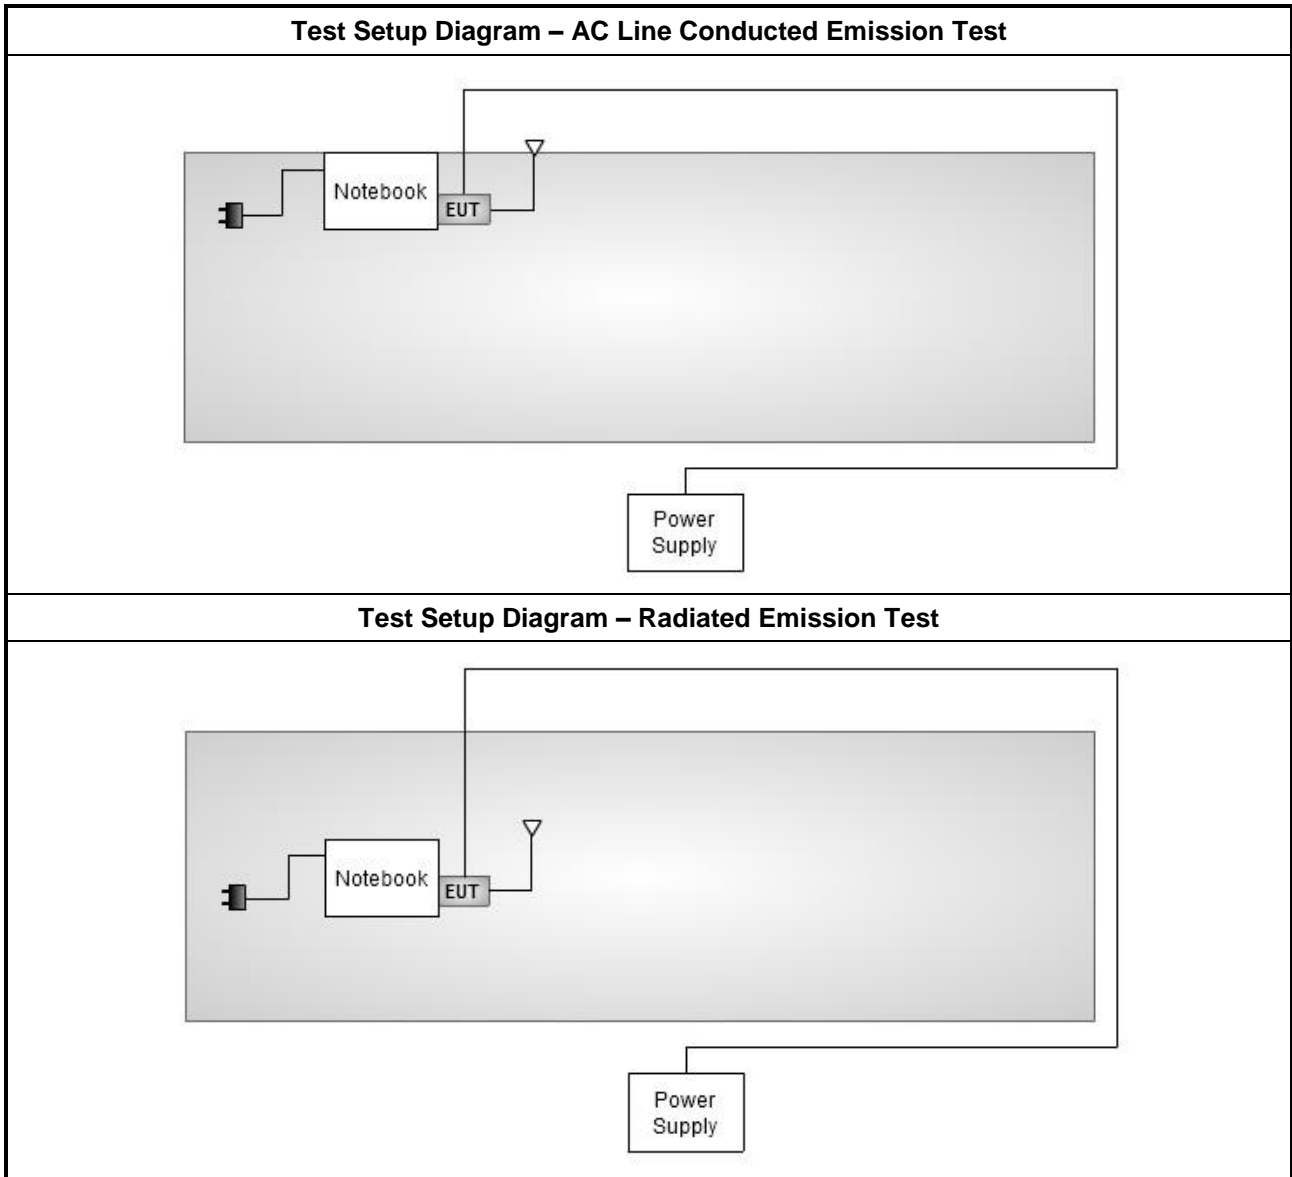 Test Setup Diagram – AC Line Conducted Emission Test
Notebook
EUT
Power
Supply
Test Setup Diagram – Radiated Emission Test
Notebook
EUT
Power
Supply